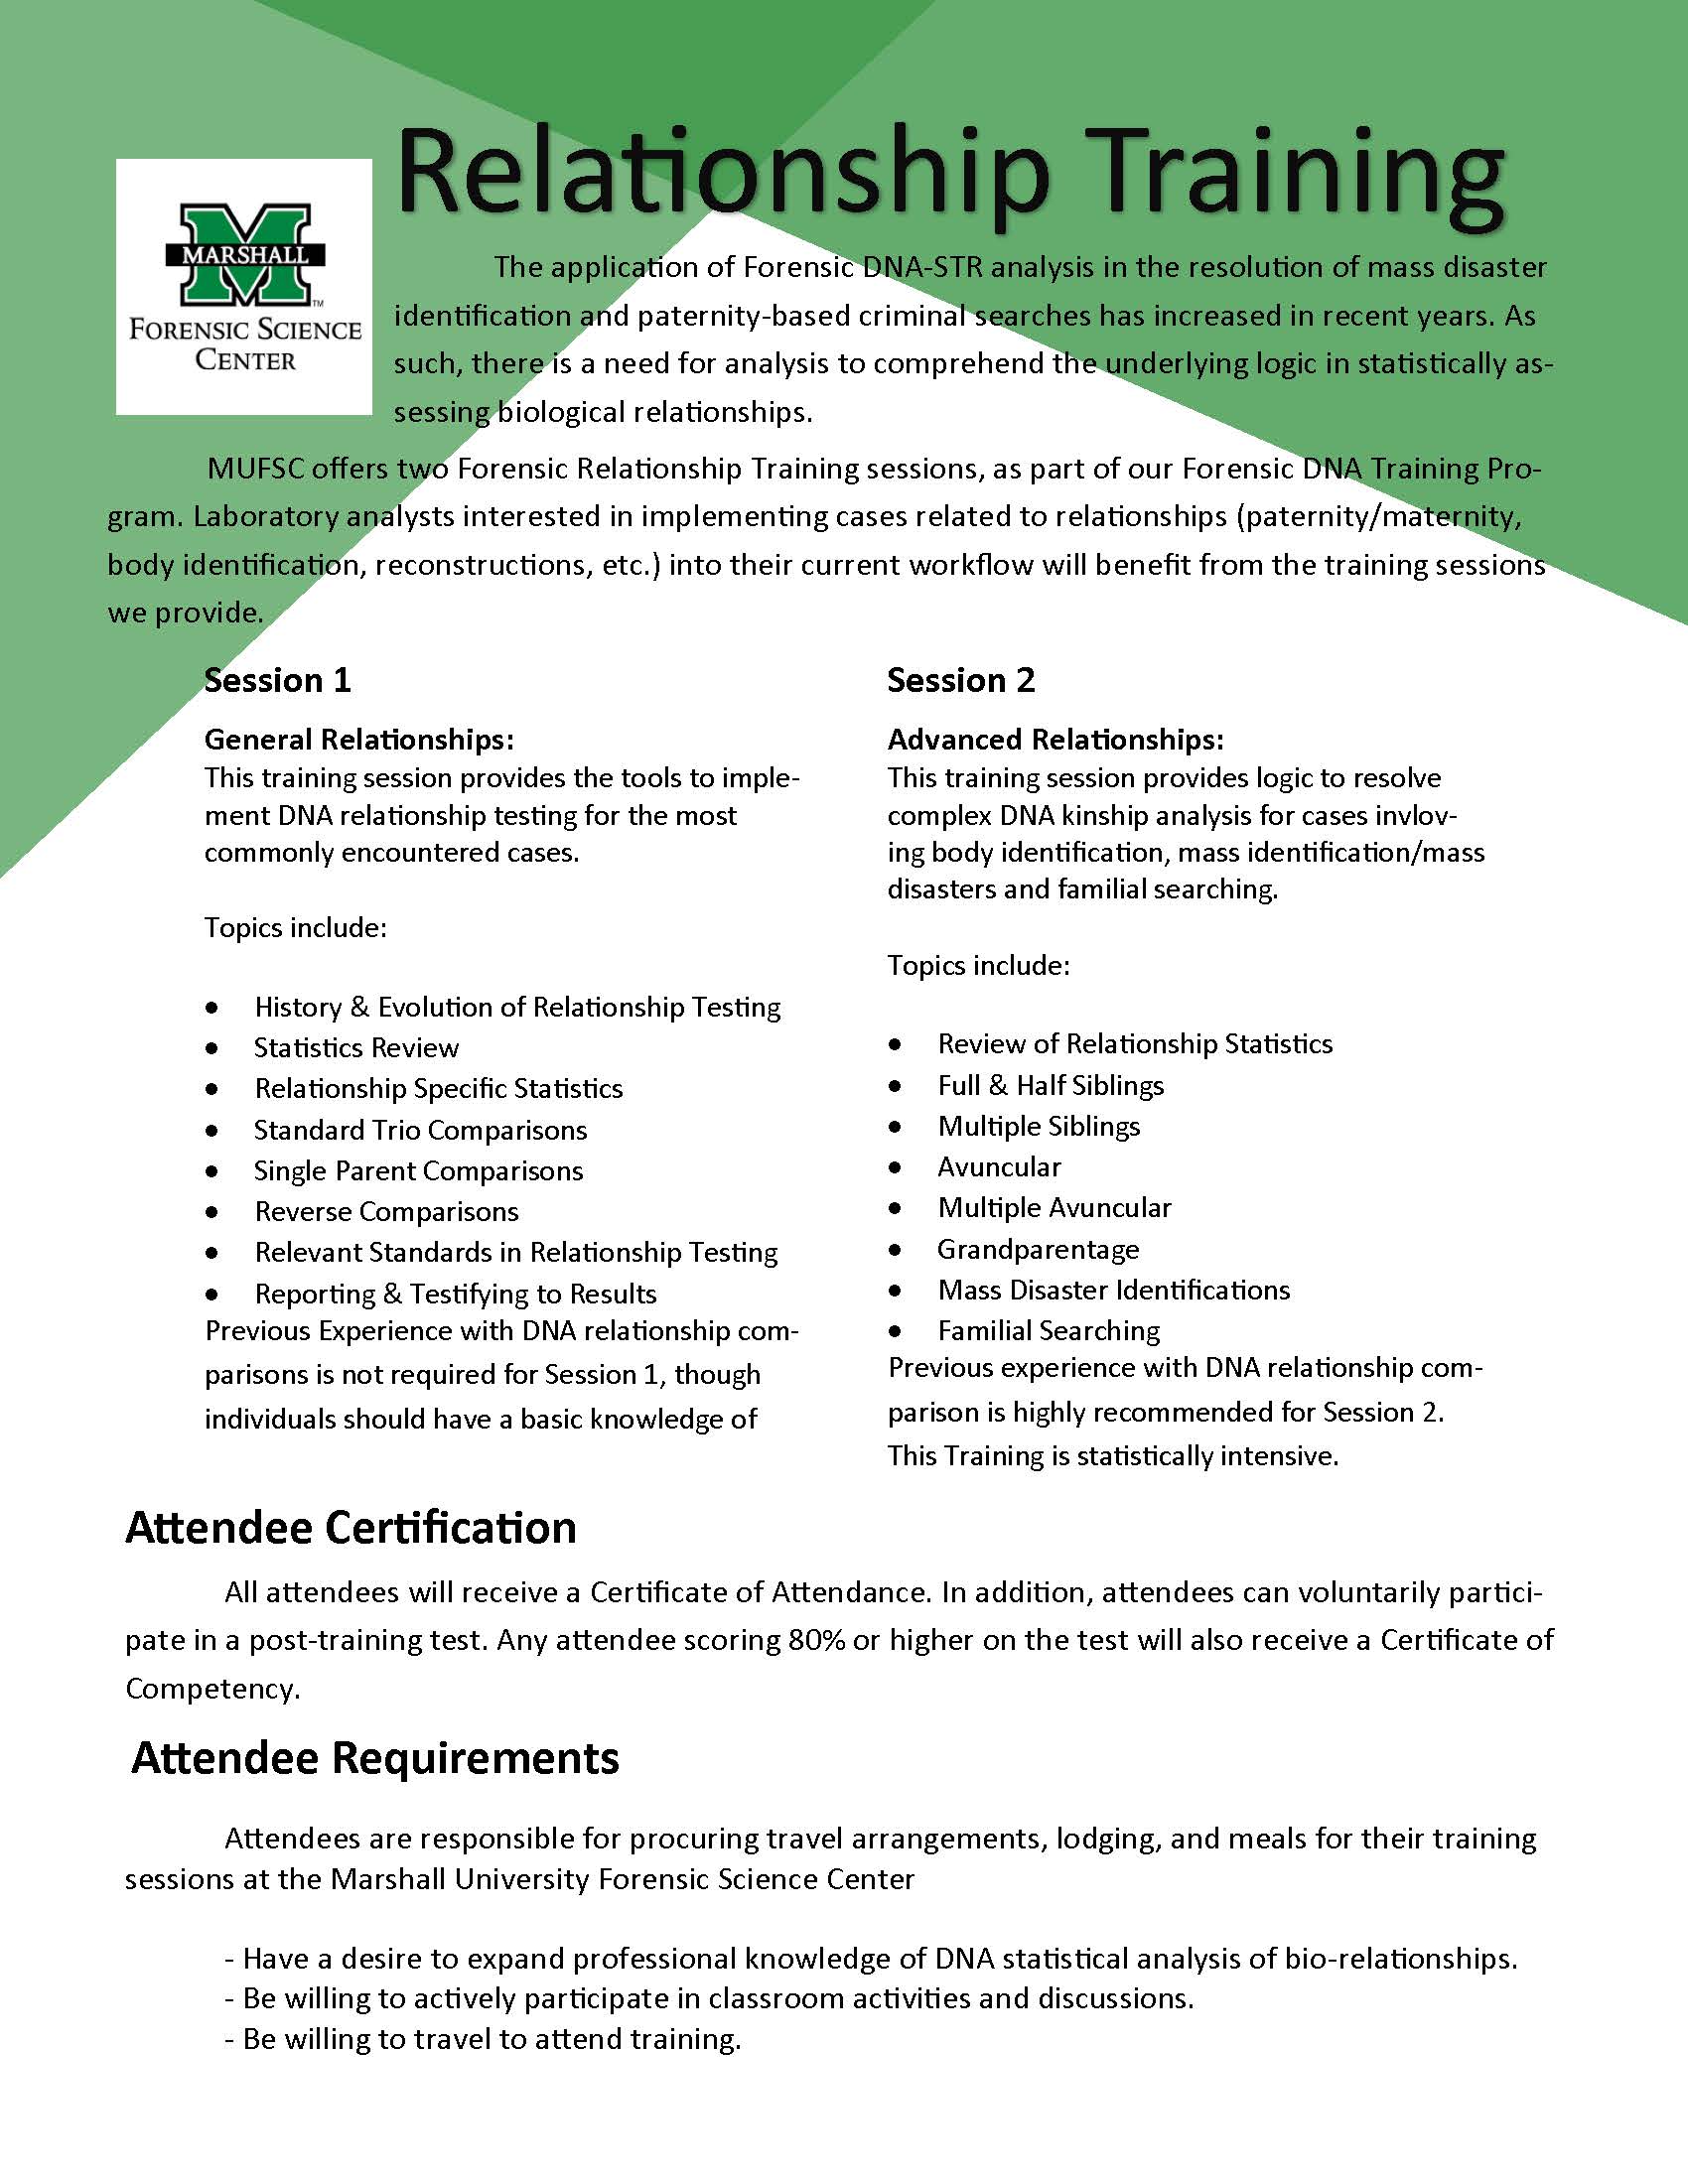 Relationship Training
MARSHALL
TM
FORENSIC SCIENCE
CENTER
The application of Forensic DNA-STR analysis in the resolution of mass disaster
identification and paternity-based criminal searches has increased in recent years. As
such, there is a need for analysis to comprehend the underlying logic in statistically as-
sessing biological relationships.
MUFSC offers two Forensic Relationship Training sessions, as part of our Forensic DNA Training Pro-
gram. Laboratory analysts interested in implementing cases related to relationships (paternity/maternity,
body identification, reconstructions, etc.) into their current workflow will benefit from the training sessions
we provide.
Session 1
General Relationships:
This training session provides the tools to imple-
ment DNA relationship testing for the most
commonly encountered cases.
Topics include:
• History & Evolution of Relationship Testing
• Statistics Review
• Relationship Specific Statistics
• Standard Trio Comparisons
• Single Parent Comparisons
• Reverse Comparisons
• Relevant Standards in Relationship Testing
• Reporting & Testifying to Results
Previous Experience with DNA relationship com-
parisons is not required for Session 1, though
individuals should have a basic knowledge of
Session 2
Advanced Relationships:
This training session provides logic to resolve
complex DNA kinship analysis for cases invlov-
ing body identification, mass identification/mass
disasters and familial searching.
Topics include:
• Review of Relationship Statistics
• Full & Half Siblings
• Multiple Siblings
• Avuncular
• Multiple Avuncular
• Grandparentage
• Mass Disaster Identifications
• Familial Searching
Previous experience with DNA relationship com-
parison is highly recommended for Session 2.
This Training is statistically intensive.
Attendee Certification
All attendees will receive a Certificate of Attendance. In addition, attendees can voluntarily partici-
pate in a post-training test. Any attendee scoring 80% or higher on the test will also receive a Certificate of
Competency.
Attendee Requirements
Attendees are responsible for procuring travel arrangements, lodging, and meals for their training
sessions at the Marshall University Forensic Science Center
- Have a desire to expand professional knowledge of DNA statistical analysis of bio-relationships.
- Be willing to actively participate in classroom activities and discussions.
- Be willing to travel to attend training.